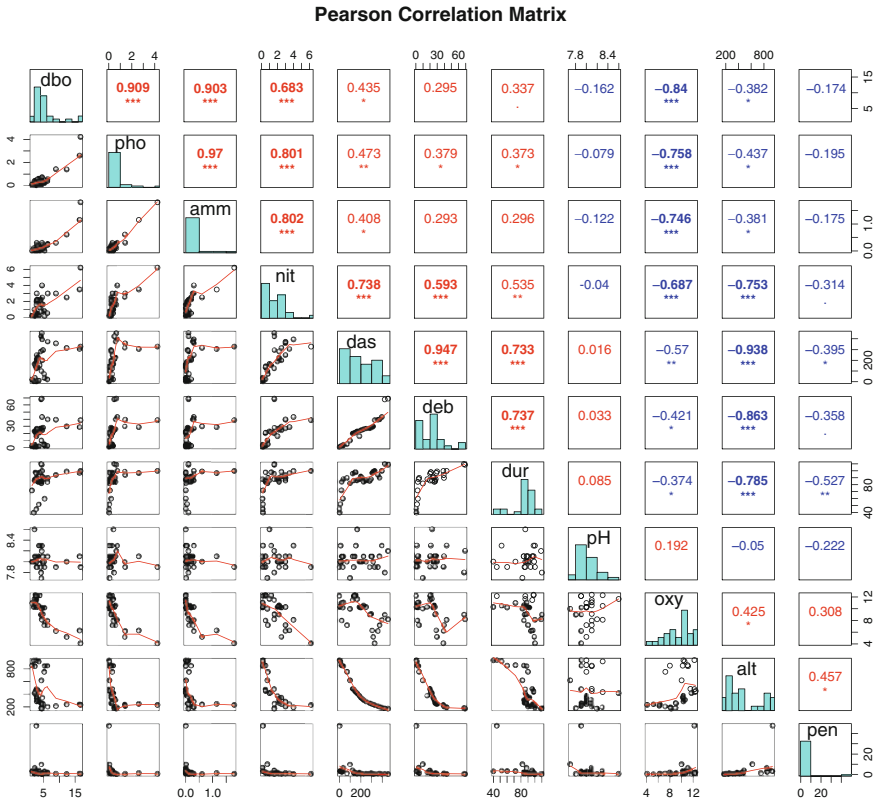 Pearson Correlation Matrix
0 2 4 0 2 4 6 0 30 60 7.8 8.4 200 800
dbo 0.909 0.903 0.683 0.435 0.295 0.337 −0.162 −0.84 −0.382 −0.174 15
*** *** *** * . *** * 5
4 pho 0.97 0.801 0.473 0.379 0.373 −0.079 −0.758 −0.437 −0.195
2 *** *** ** * * *** *
0
amm 0.802 0.408 0.293 0.296 −0.122 −0.746 −0.381 −0.175 1.0
*** * *** * 0.0
6 nit 0.738 0.593 0.535 −0.04 −0.687 −0.753 −0.314
4 *** *** ** *** *** .
2
0
das 0.947 0.733 0.016 −0.57 −0.938 −0.395 200
*** *** ** *** * 0
60 deb 0.737 0.033 −0.421 −0.863 −0.358
30 *** * *** .
0
dur 0.085 −0.374 −0.785 −0.527 80
* *** ** 40
8.4 pH 0.192 −0.05 −0.222
7.8
oxy 0.425 0.308 12
* 8
4
800 alt 0.457
200 *
pen 20
0
5 15 0.0 1.0 0 200 40 80 4 8 12 0 20